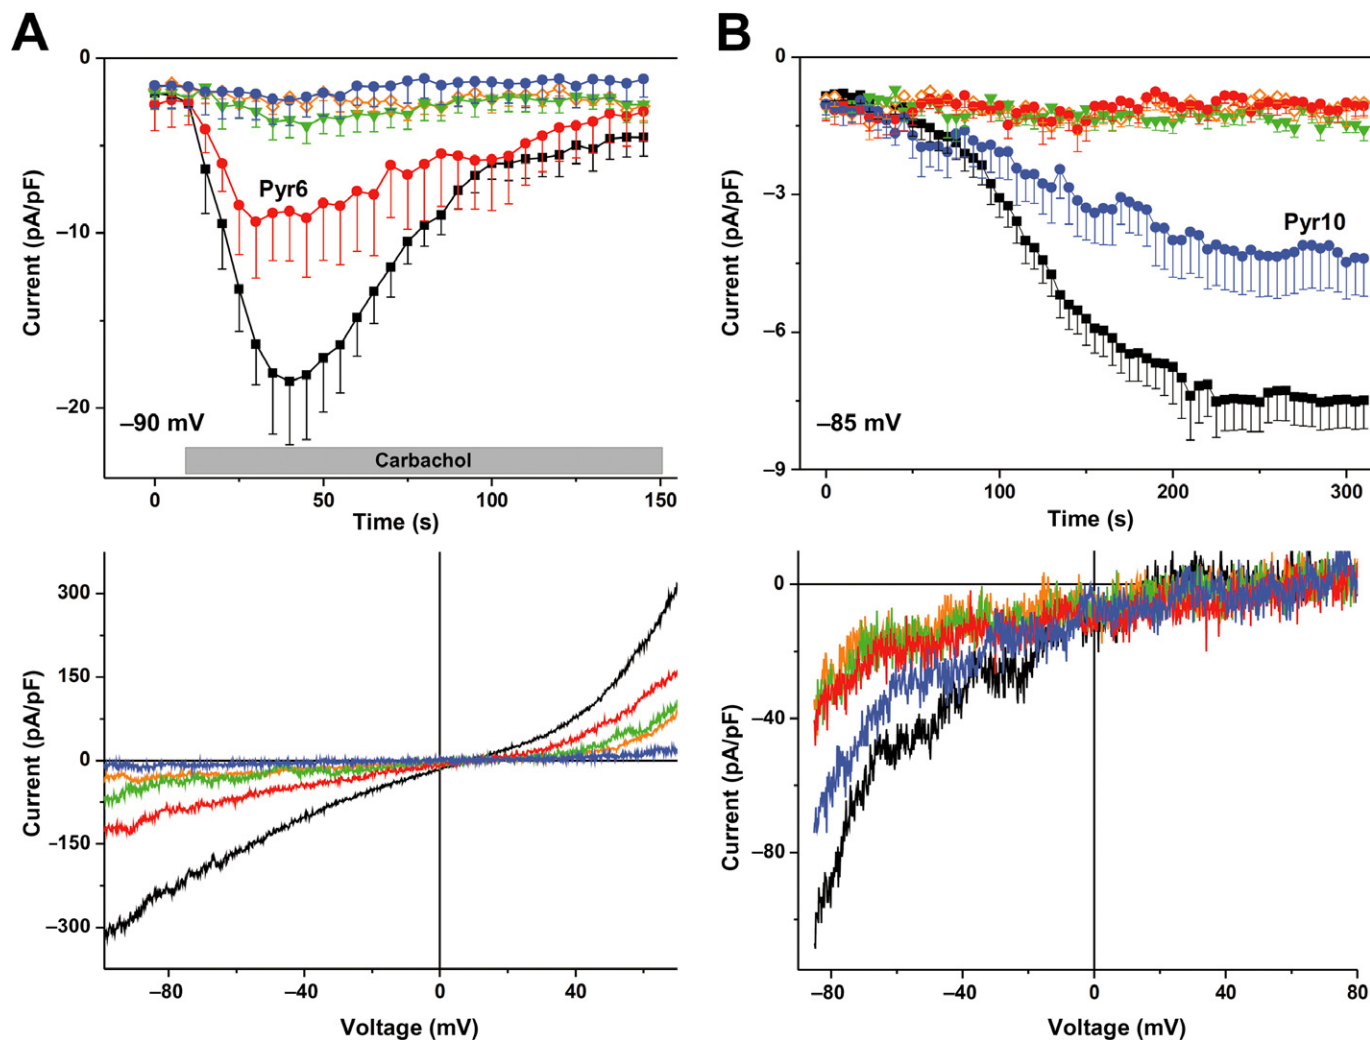 A
0
−10
−20
Current (pA/pF)
Pyr6
−90 mV
Carbachol
0
50
100
150
Time (s)
B
0
−3
−6
−9
Current (pA/pF)
Pyr10
−85 mV
0
100
200
300
Time (s)
300
150
0
−150
−300
Current (pA/pF)
−80
−40
0
40
Voltage (mV)
0
−40
−80
Current (pA/pF)
−80
−40
0
40
80
Voltage (mV)